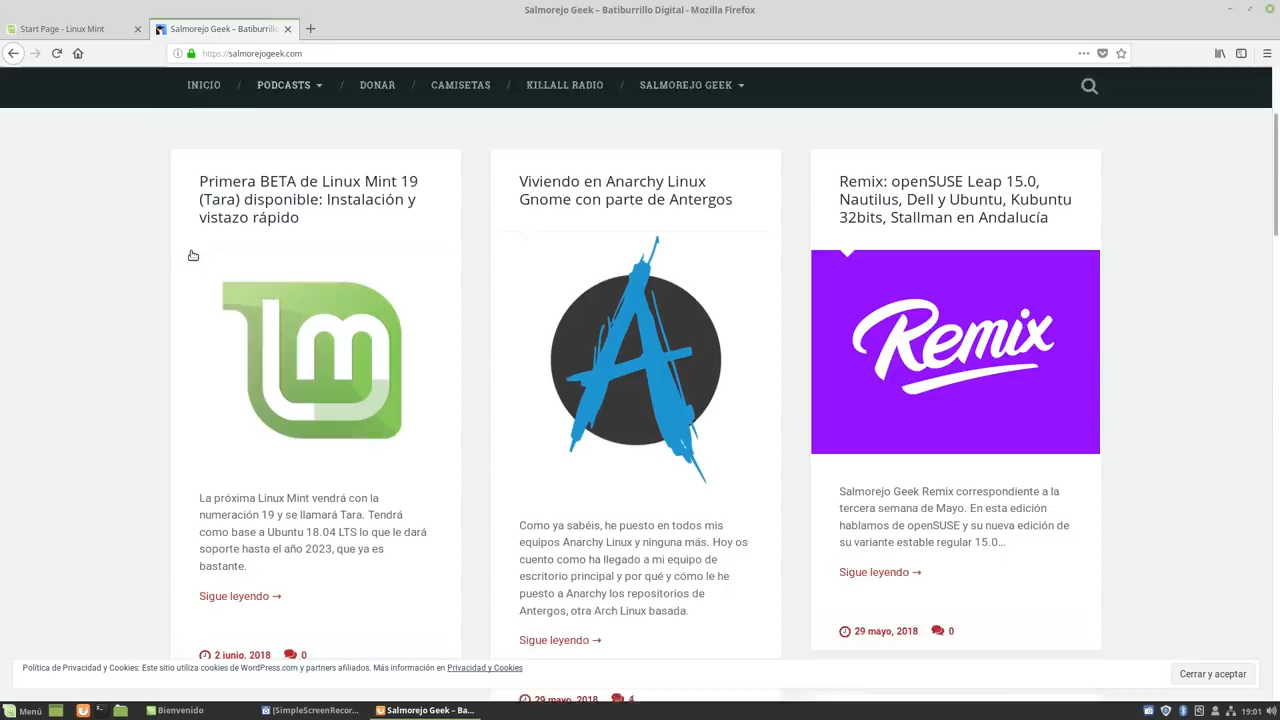 Salmorejo Geek – Batiburrillo Digital - Mozilla Firefox
Start Page - Linux Mint
Salmorejo Geek – Batiburrillo
https://salmorejogeek.com
INICIO / PODCASTS / DONAR / CAMISETAS / KILLALL RADIO / SALMOREJO GEEK
Primera BETA de Linux Mint 19
(Tara) disponible: Instalación y
vistazo rápido
La próxima Linux Mint vendrá con la
numeración 19 y se llamará Tara. Tendrá
como base a Ubuntu 18.04 LTS lo que le dará
soporte hasta el año 2023, que ya es
bastante.
Sigue leyendo →
2 junio, 2018 0
Viviendo en Anarchy Linux
Gnome con parte de Antergos
A
Como ya sabéis, he puesto en todos mis
equipos Anarchy Linux y ninguna más. Hoy os
cuento como ha llegado a mi equipo de
escritorio principal y por qué y cómo le he
puesto a Anarchy los repositorios de
Antergos, otra Arch Linux basada.
Sigue leyendo →
29 mayo, 2018 4
Remix: openSUSE Leap 15.0,
Nautilus, Dell y Ubuntu, Kubuntu
32bits, Stallman en Andalucía
Remix
Salmorejo Geek Remix correspondiente a la
tercera semana de Mayo. En esta edición
hablamos de openSUSE y su nueva edición de
su variante estable regular 15.0...
Sigue leyendo →
29 mayo, 2018 0
Política de Privacidad y Cookies: Este sitio utiliza cookies de WordPress.com y partners afiliados. Más información en Privacidad y Cookies
Cerrar y aceptar
Menú
Bienvenido
[SimpleScreenRecor...
Salmorejo Geek – Ba...
19:01